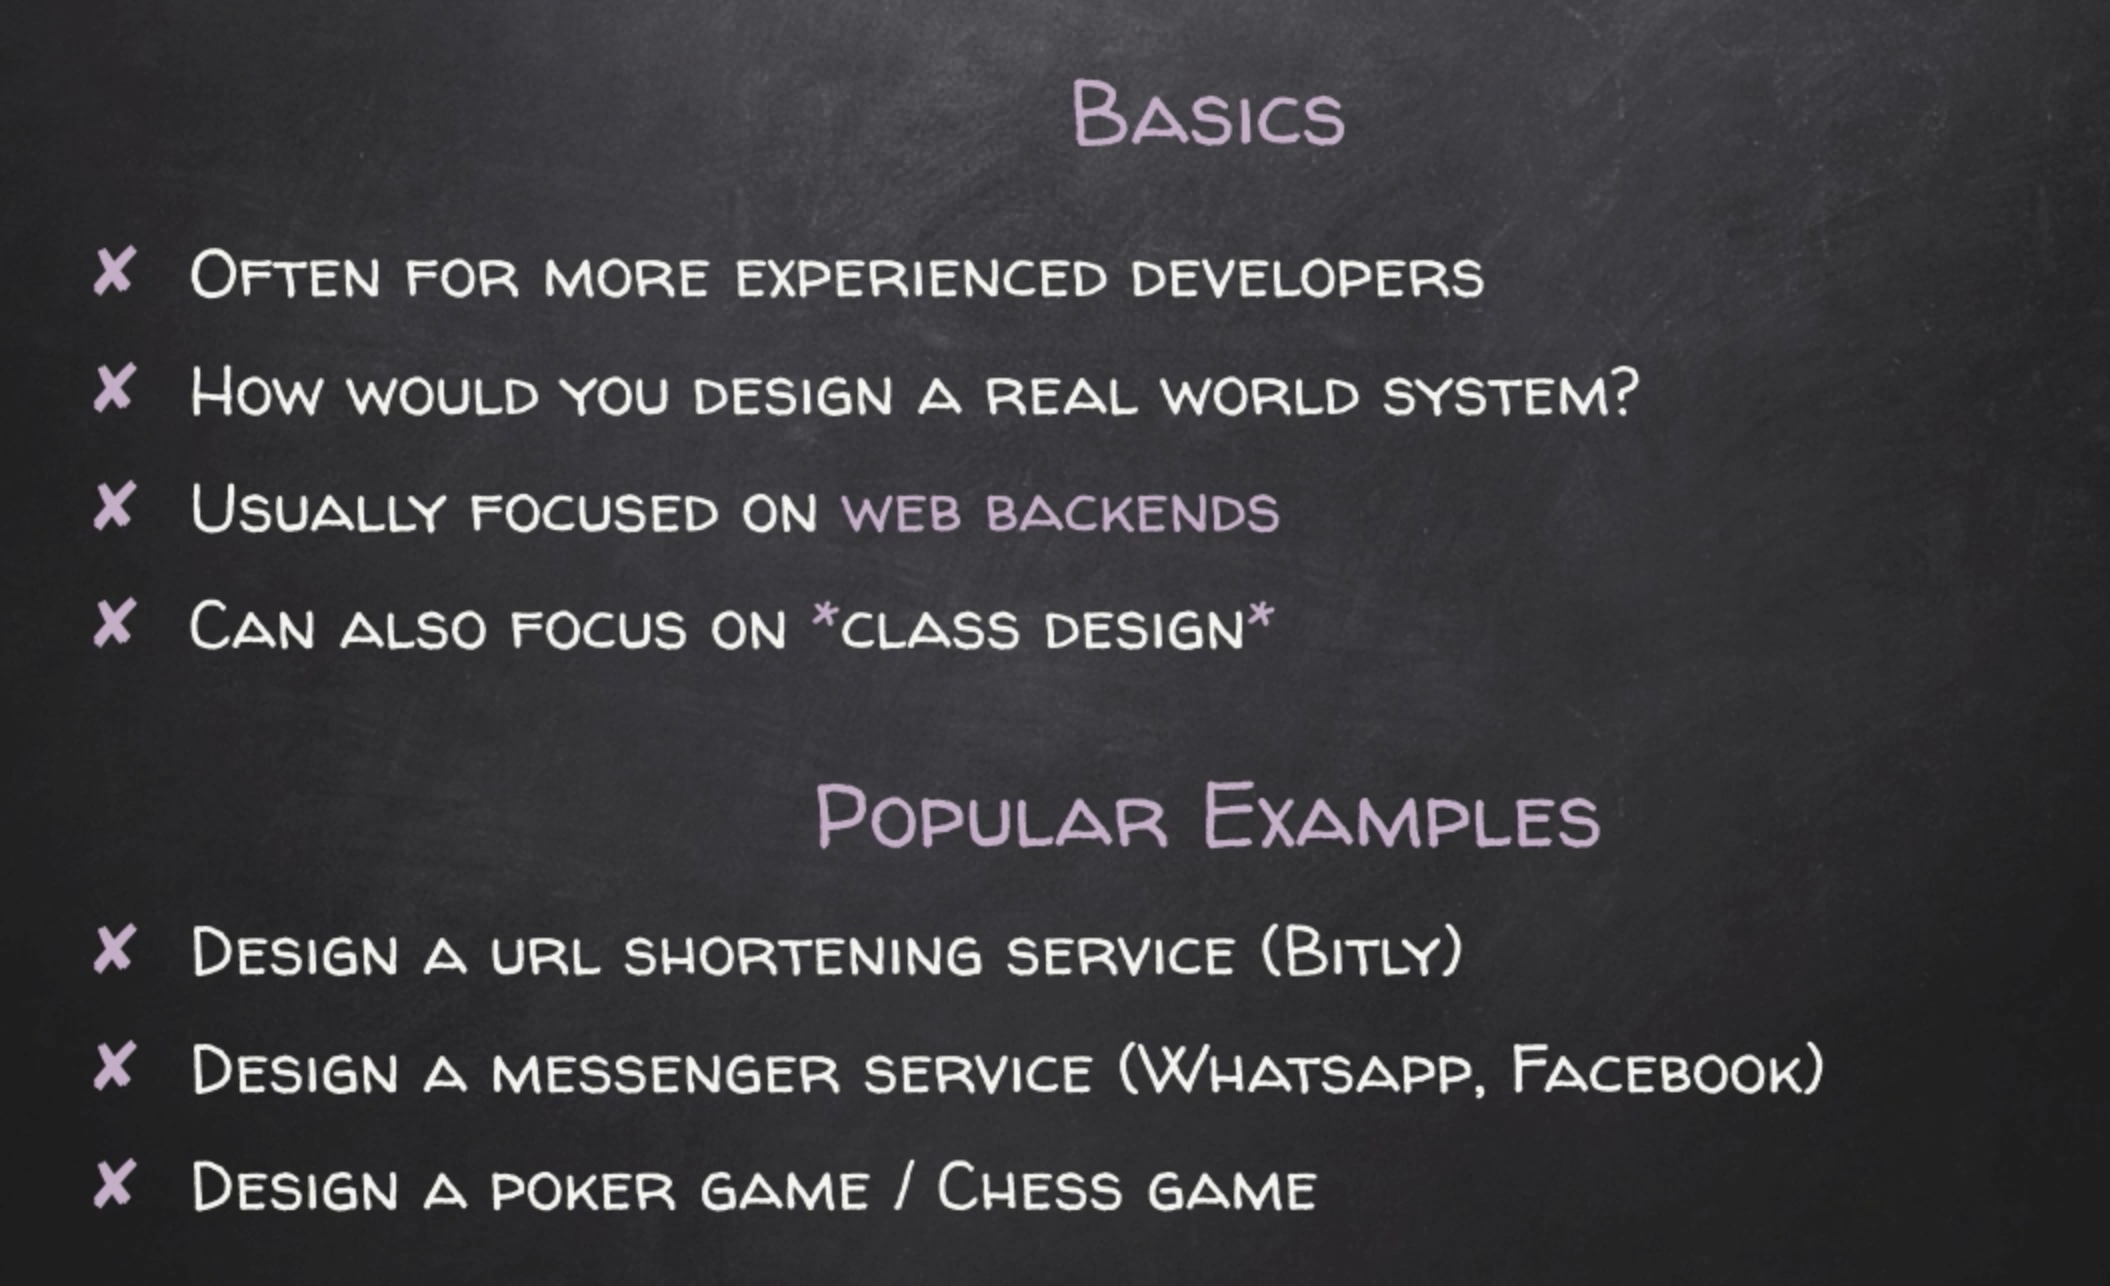 Basics
✘ Often for more experienced developers
✘ How would you design a real world system?
✘ Usually focused on web backends
✘ Can also focus on *class design*
Popular Examples
✘ Design a url shortening service (Bitly)
✘ Design a messenger service (Whatsapp, Facebook)
✘ Design a poker game / Chess game